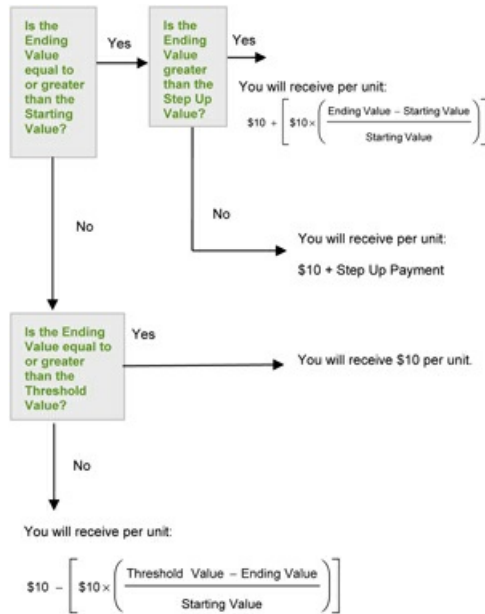 Is the
Ending
Value
equal to
or greater
than the
Starting
Value?
Yes
Is the
Ending
Value
greater
than the
Step Up
Value?
Yes
You will receive per unit:
$10 + [ $10 × ( Ending Value − Starting Value
Starting Value ) ]
No
No
You will receive per unit:
$10 + Step Up Payment
Is the Ending
Value equal to
or greater
than the
Threshold
Value?
Yes
You will receive $10 per unit.
No
You will receive per unit:
$10 − [ $10 × ( Threshold Value − Ending Value
Starting Value ) ]